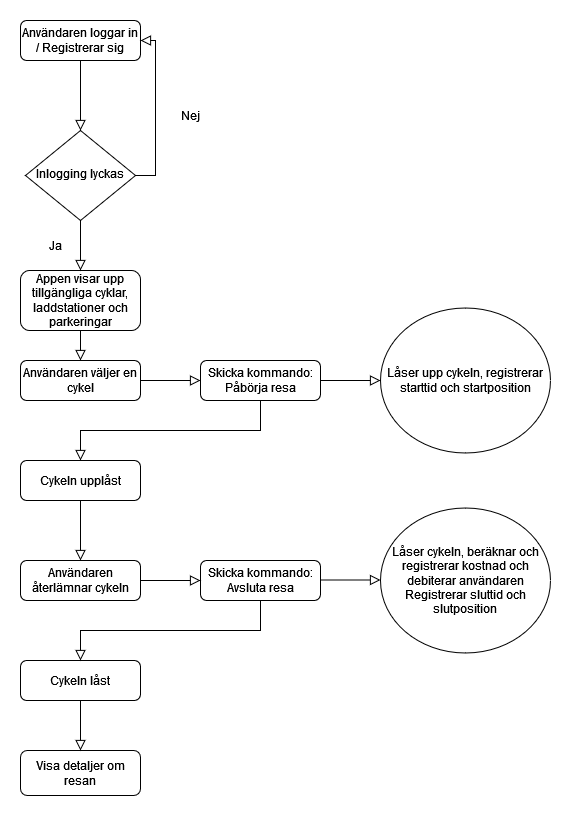 Användaren loggar in
/ Registrerar sig
Nej
Inlogging lyckas
Ja
Appen visar upp
tillgängliga cyklar,
laddstationer och
parkeringar
Användaren väljer en
cykel
Skicka kommando:
Påbörja resa
Låser upp cykeln, registrerar
starttid och startposition
Cykeln upplåst
Användaren
återlämnar cykeln
Skicka kommando:
Avsluta resa
Låser cykeln, beräknar och
registrerar kostnad och
debiterar användaren
Registrerar sluttid och
slutposition
Cykeln låst
Visa detaljer om
resan